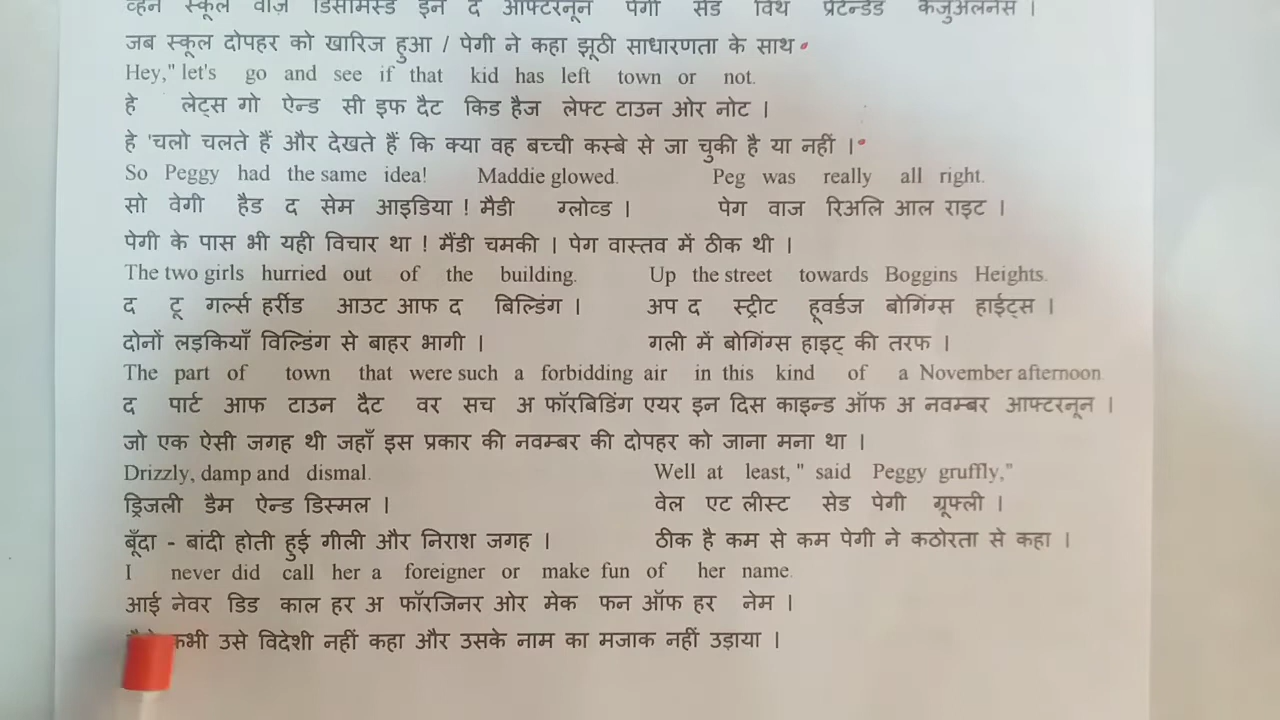 व्हेन स्कूल वाज़ डिसमिस्ड इन द आफ्टरनून पेगी सेड विथ प्रटेन्डेड कैजुअलनेस ।
जब स्कूल दोपहर को खारिज हुआ / पेगी ने कहा झूठी साधारणता के साथ
Hey," let's go and see if that kid has left town or not.
हे लेट्स गो ऐन्ड सी इफ दैट किड हैज लेफ्ट टाउन ओर नोट ।
हे 'चलो चलते हैं और देखते हैं कि क्या वह बच्ची कस्बे से जा चुकी है या नहीं ।
So Peggy had the same idea! Maddie glowed. Peg was really all right.
सो वेगी हैड द सेम आइडिया ! मैडी ग्लोव्ड । पेग वाज रिअलि आल राइट ।
पेगी के पास भी यही विचार था ! मैंडी चमकी । पेग वास्तव में ठीक थी ।
The two girls hurried out of the building. Up the street towards Boggins Heights.
द टू गर्ल्स हर्रीड आउट आफ द बिल्डिंग । अप द स्ट्रीट टूवर्डज बोगिंग्स हाईट्स ।
दोनों लड़कियाँ विल्डिंग से बाहर भागी । गली में बोगिंग्स हाइट् की तरफ ।
The part of town that were such a forbidding air in this kind of a November afternoon
द पार्ट आफ टाउन दैट वर सच अ फॉरबिडिंग एयर इन दिस काइन्ड ऑफ अ नवम्बर आफ्टरनून ।
जो एक ऐसी जगह थी जहाँ इस प्रकार की नवम्बर की दोपहर को जाना मना था ।
Drizzly, damp and dismal. Well at least, " said Peggy gruffly,"
ड्रिजली डैम ऐन्ड डिस्मल । वेल एट लीस्ट सेड पेगी ग्रूफ्ली ।
बूँदा - बांदी होती हुई गीली और निराश जगह । ठीक है कम से कम पेगी ने कठोरता से कहा ।
I never did call her a foreigner or make fun of her name.
आई नेवर डिड काल हर अ फॉरजिनर ओर मेक फन ऑफ हर नेम ।
कभी उसे विदेशी नहीं कहा और उसके नाम का मजाक नहीं उड़ाया ।